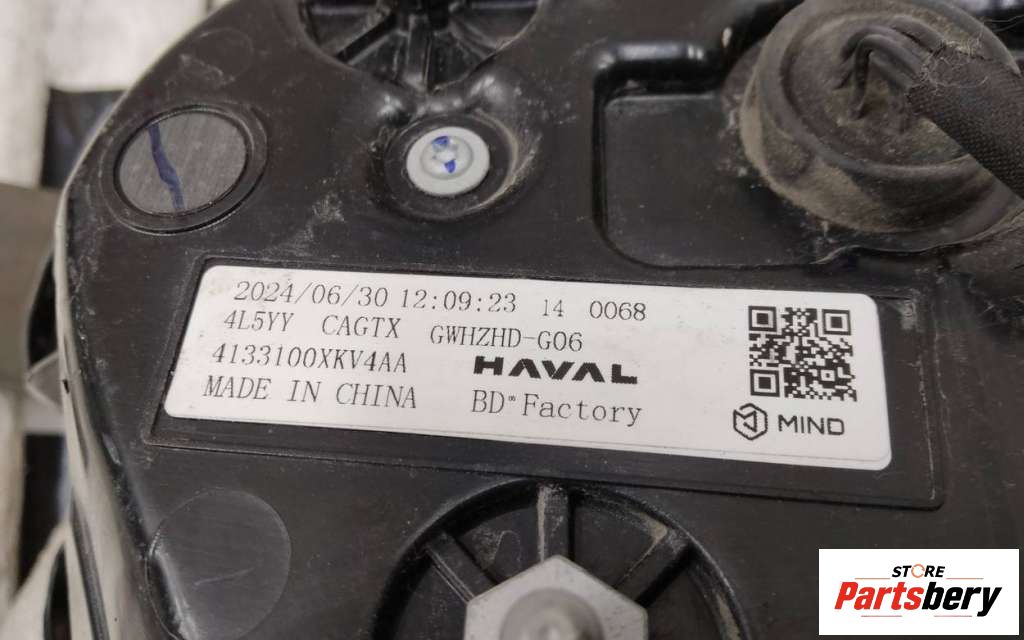 2024/06/30 12:09:23 14 0068
4L5YY CAGTX GWHZHD-G06
4133100XKV4AA HAVAL
MADE IN CHINA BD Factory
MIND
STORE
Partsbery